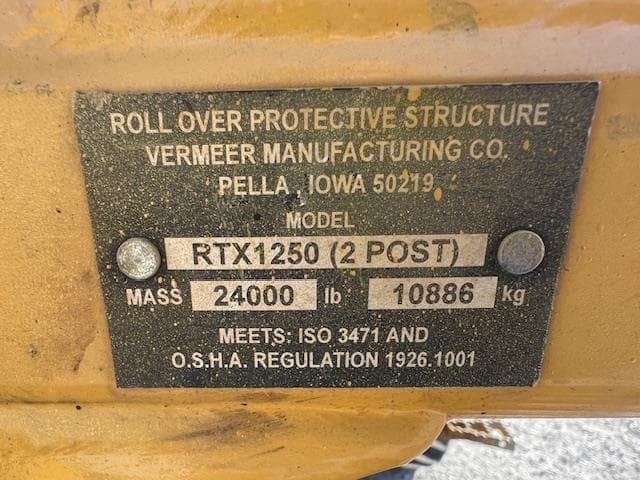 ROLL OVER PROTECTIVE STRUCTURE
VERMEER MANUFACTURING CO.
PELLA, IOWA 50219
MODEL
RTX1250 (2 POST)
MASS 24000 lb 10886 kg
MEETS: ISO 3471 AND
O.S.H.A. REGULATION 1926.1001